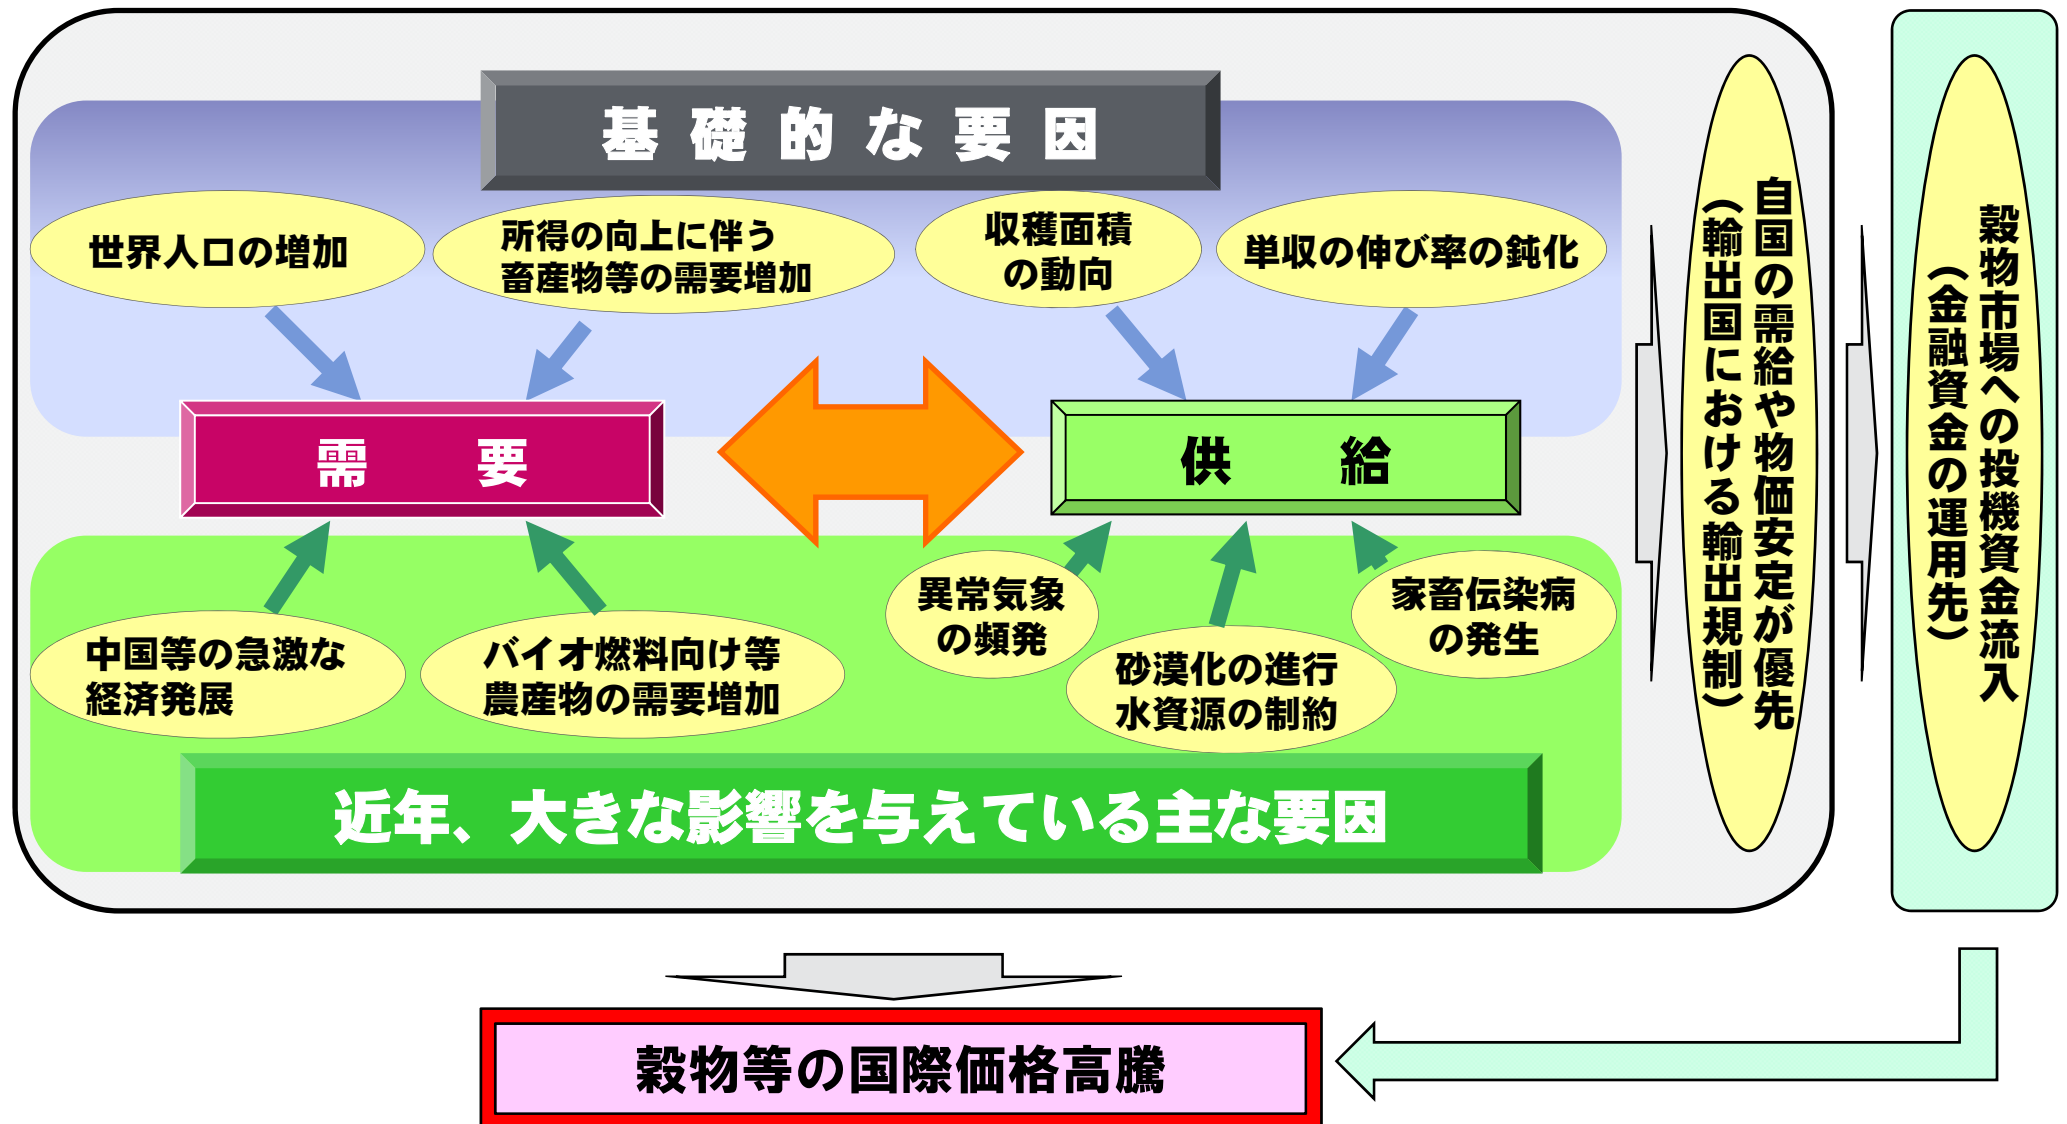 基礎的な要因
世界人口の増加
所得の向上に伴う
畜産物等の需要増加
収穫面積
の動向
単収の伸び率の鈍化
需要
供給
中国等の急激な
経済発展
バイオ燃料向け等
農産物の需要増加
異常気象
の頻発
砂漠化の進行
水資源の制約
家畜伝染病
の発生
近年、大きな影響を与えている主な要因
自国の需給や物価安定が優先
（輸出国における輸出規制）
穀物市場への投機資金流入
（金融資金の運用先）
穀物等の国際価格高騰